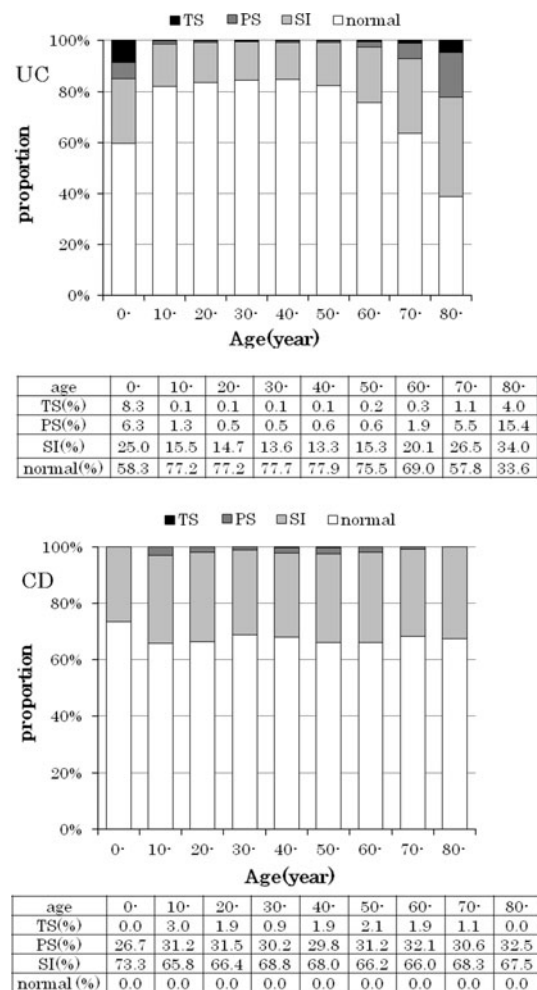 ■ TS ■ PS ■ SI □ normal
UC
100%
80%
60%
40%
20%
0%
proportion
0- 10- 20- 30- 40- 50- 60- 70- 80-
Age(year)
age 0- 10- 20- 30- 40- 50- 60- 70- 80-
TS(%) 8.3 0.1 0.1 0.1 0.1 0.2 0.3 1.1 4.0
PS(%) 6.3 1.3 0.5 0.5 0.6 0.6 1.9 5.5 15.4
SI(%) 25.0 15.5 14.7 13.6 13.3 15.3 20.1 26.5 34.0
normal(%) 58.3 77.2 77.2 77.7 77.9 75.5 69.0 57.8 33.6
■ TS ■ PS ■ SI □ normal
CD
100%
80%
60%
40%
20%
0%
proportion
0- 10- 20- 30- 40- 50- 60- 70- 80-
Age(year)
age 0- 10- 20- 30- 40- 50- 60- 70- 80-
TS(%) 0.0 3.0 1.9 0.9 1.9 2.1 1.9 1.1 0.0
PS(%) 26.7 31.2 31.5 30.2 29.8 31.2 32.1 30.6 32.5
SI(%) 73.3 65.8 66.4 68.8 68.0 66.2 66.0 68.3 67.5
normal (%) 0.0 0.0 0.0 0.0 0.0 0.0 0.0 0.0 0.0